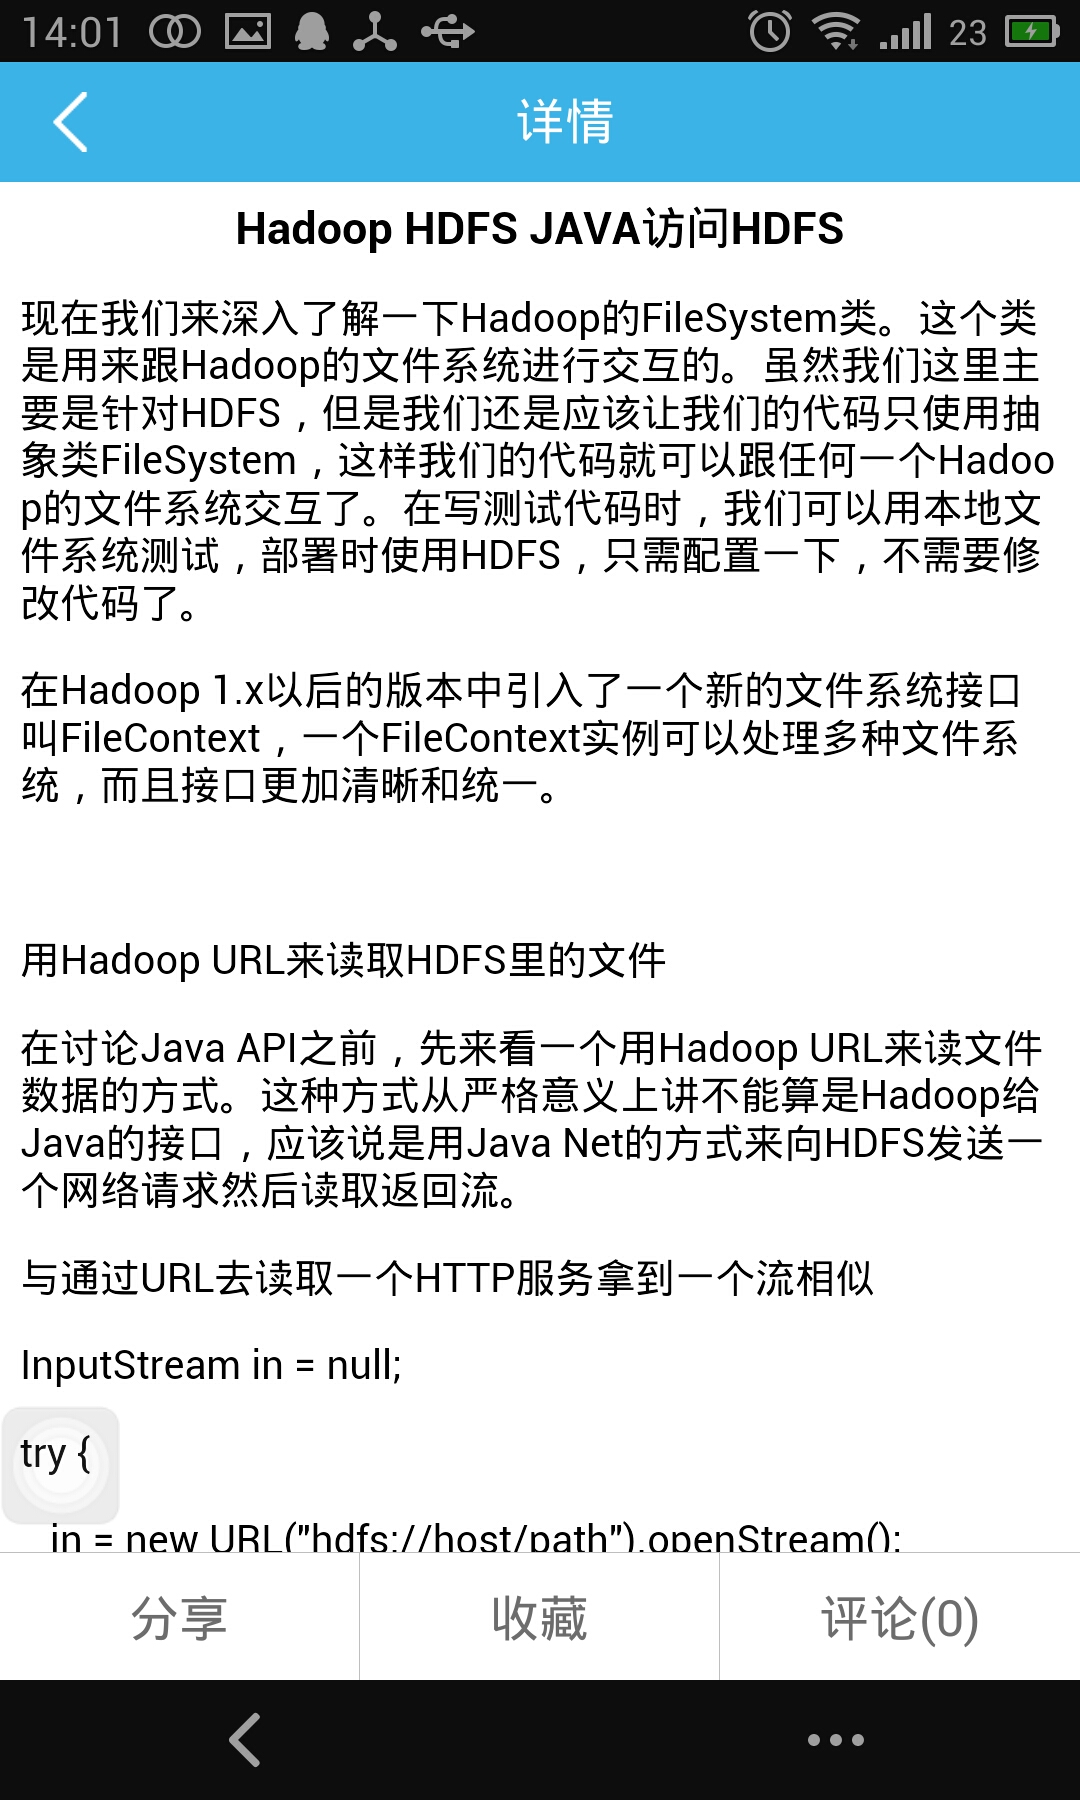 14:01
23
详情
Hadoop HDFS JAVA访问HDFS
现在我们来深入了解一下Hadoop的FileSystem类。这个类
是用来跟Hadoop的文件系统进行交互的。虽然我们这里主
要是针对HDFS，但是我们还是应该让我们的代码只使用抽
象类FileSystem，这样我们的代码就可以跟任何一个Hadoo
p的文件系统交互了。在写测试代码时，我们可以用本地文
件系统测试，部署时使用HDFS，只需配置一下，不需要修
改代码了。
在Hadoop 1.x以后的版本中引入了一个新的文件系统接口
叫FileContext，一个FileContext实例可以处理多种文件系
统，而且接口更加清晰和统一。
用Hadoop URL来读取HDFS里的文件
在讨论Java API之前，先来看一个用Hadoop URL来读文件
数据的方式。这种方式从严格意义上讲不能算是Hadoop给
Java的接口，应该说是用Java Net的方式来向HDFS发送一
个网络请求然后读取返回流。
与通过URL去读取一个HTTP服务拿到一个流相似
InputStream in = null;
try {
in = new URL("hdfs://host/path").openStream();
分享
收藏
评论(0)